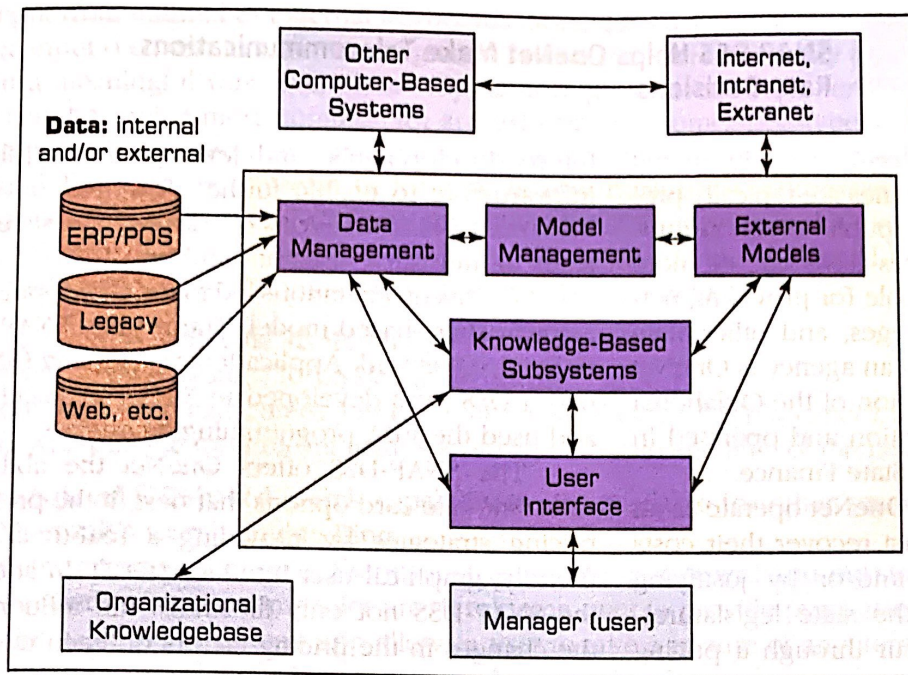 Other
Computer-Based
Systems
Internet,
Intranet,
Extranet
Data: internal
and/or external
ERP/POS
Legacy
Web, etc.
Data
Management
Model
Management
External
Models
Knowledge-Based
Subsystems
User
Interface
Organizational
Knowledgebase
Manager (user)